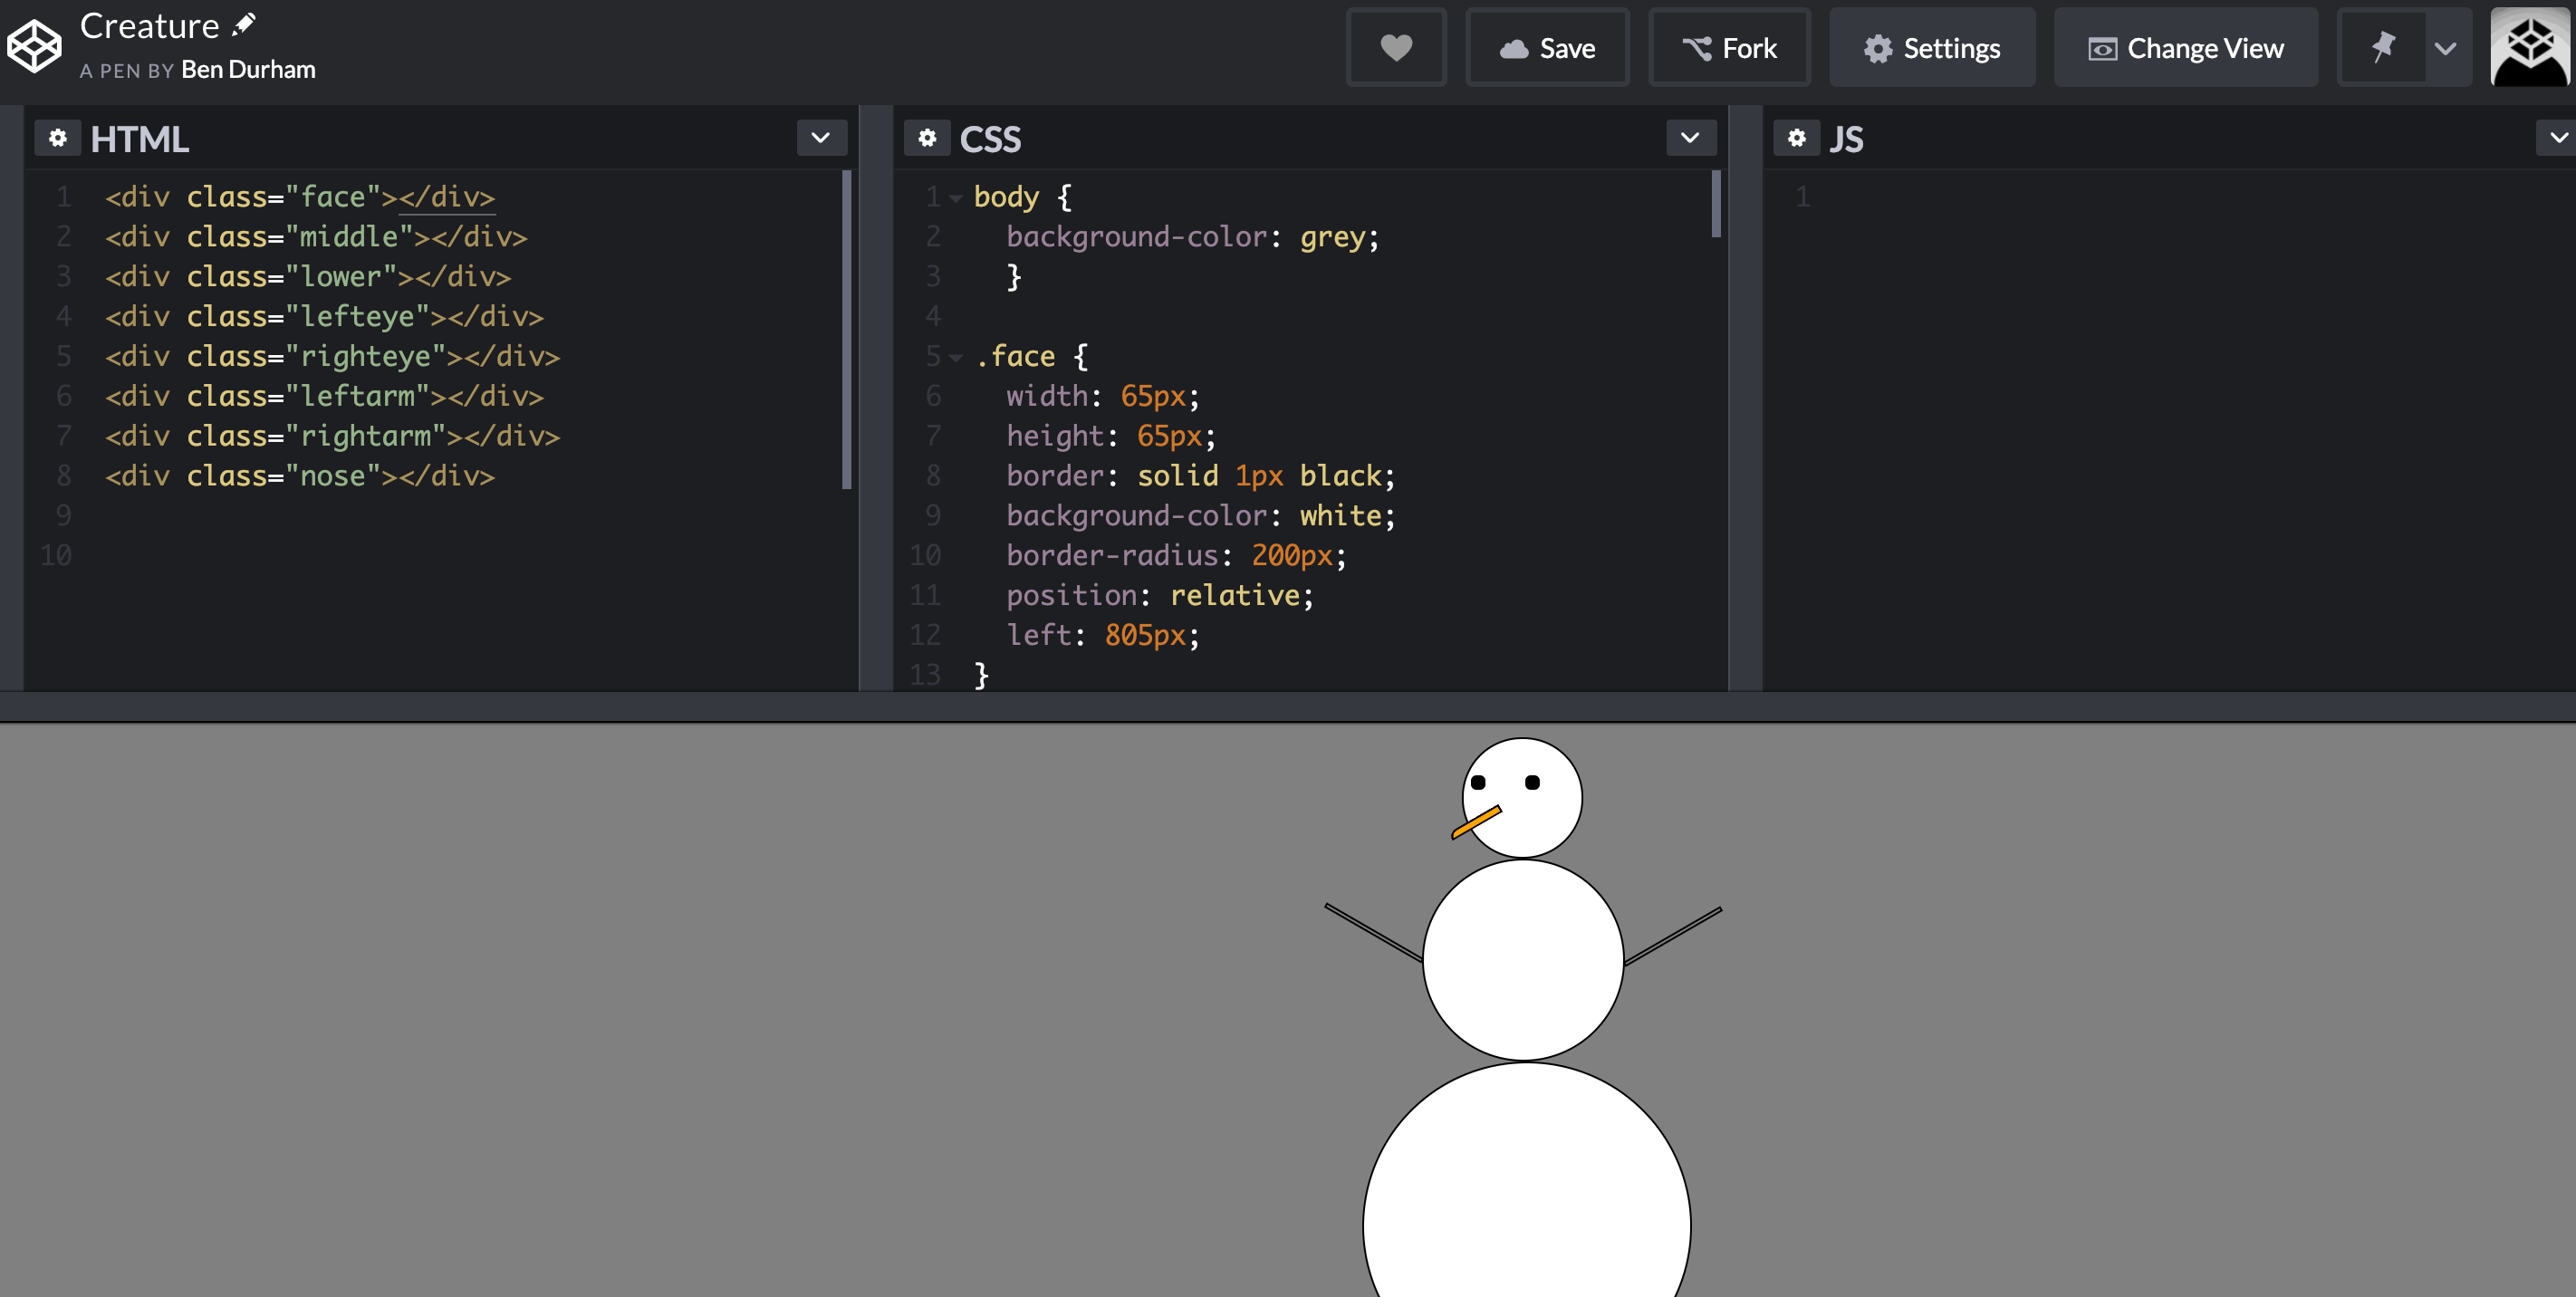 Creature
A PEN BY Ben Durham
Save
Fork
Settings
Change View
HTML
1 <div class="face"></div>
2 <div class="middle"></div>
3 <div class="lower"></div>
4 <div class="lefteye"></div>
5 <div class="righteye"></div>
6 <div class="leftarm"></div>
7 <div class="rightarm"></div>
8 <div class="nose"></div>
9
10
CSS
1 body {
2 background-color: grey;
3 }
4
5 .face {
6 width: 65px;
7 height: 65px;
8 border: solid 1px black;
9 background-color: white;
10 border-radius: 200px;
11 position: relative;
12 left: 805px;
13 }
JS
1